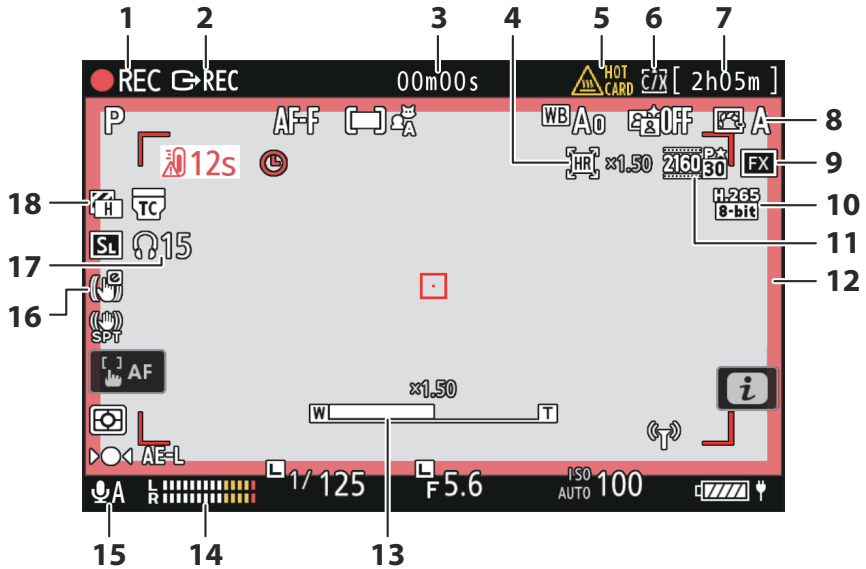 1 2 3 4 5 6 7
REC REC 00m00s HOT CARD C/X [ 2h05m ]
P AF-F A WB A0 OFF A 8
12s HR ×1.50 2160 P★ 30 FX 9
18 H TC H.265 8-bit 10
11
SL 15
17 12
16 e
SPT
AF i
×1.50
W T
AE-L
A L R L 1/125 L F5.6 ISO AUTO 100
15 14 13